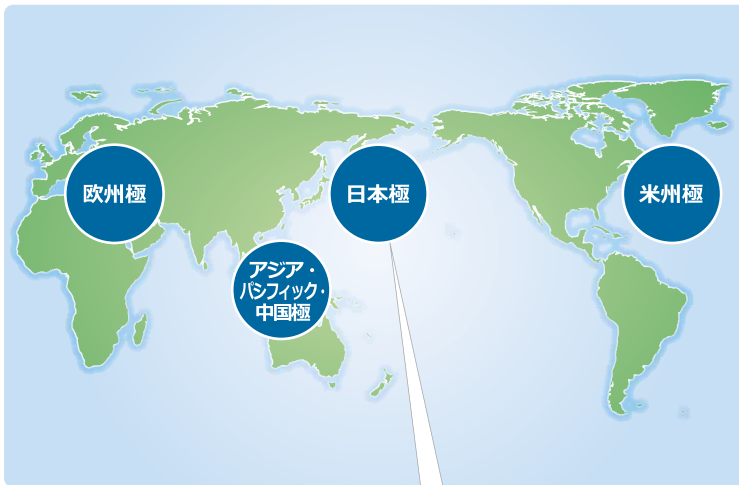 欧州極
日本極
米州極
アジア・
パシフィック・
中国極